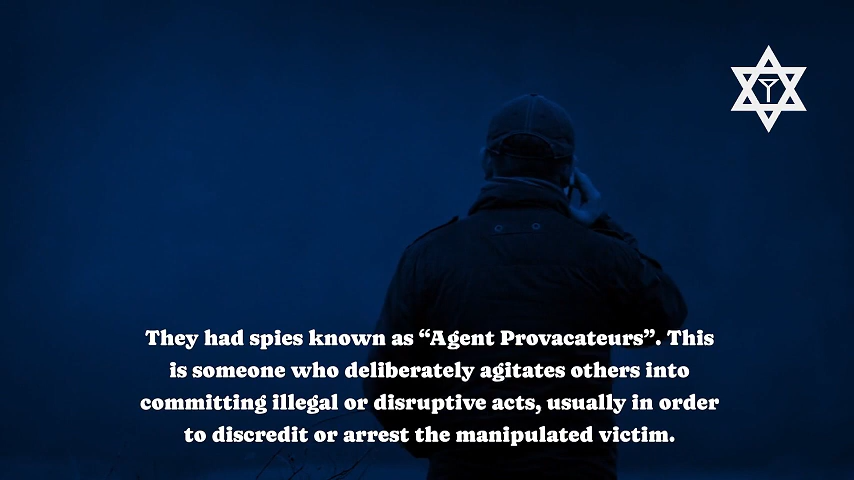 They had spies known as “Agent Provacateurs”. This
is someone who deliberately agitates others into
committing illegal or disruptive acts, usually in order
to discredit or arrest the manipulated victim.